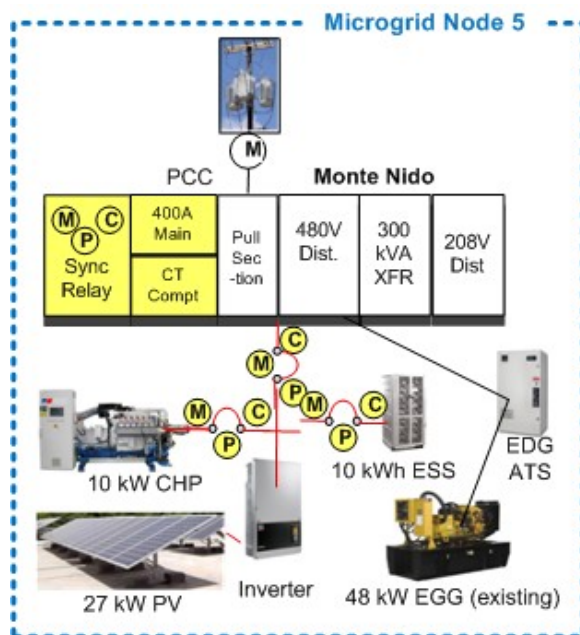 Microgrid Node 5
M
PCC
Monte Nido
M
C
P
Sync
Relay
400A
Main
CT
Compt
Pull
Sec
-tion
480V
Dist.
300
kVA
XFR
208V
Dist
C
M
P
M
C
P
M
C
P
10 kW CHP
10 kWh ESS
EDG
ATS
27 kW PV
Inverter
48 kW EGG (existing)